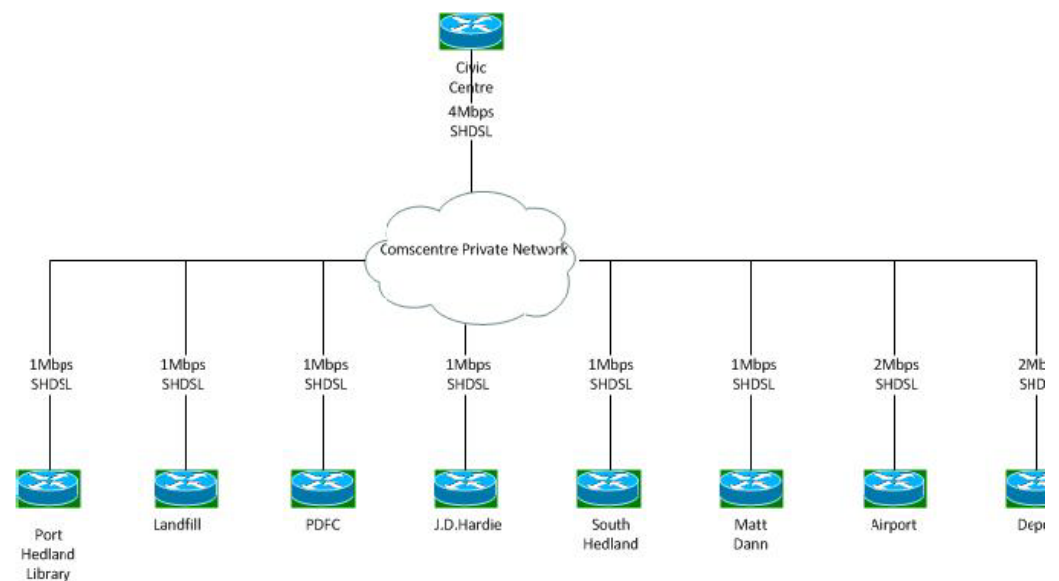 Civic
Centre
4Mbps
SHDSL
Comscentre Private Network
1Mbps
SHDSL
1Mbps
SHDSL
1Mbps
SHDSL
1Mbps
SHDSL
1Mbps
SHDSL
1Mbps
SHDSL
2Mbps
SHDSL
Port
Hedland
Library
Landfill
PDFC
J.D.Hardie
South
Hedland
Matt
Dann
Airport